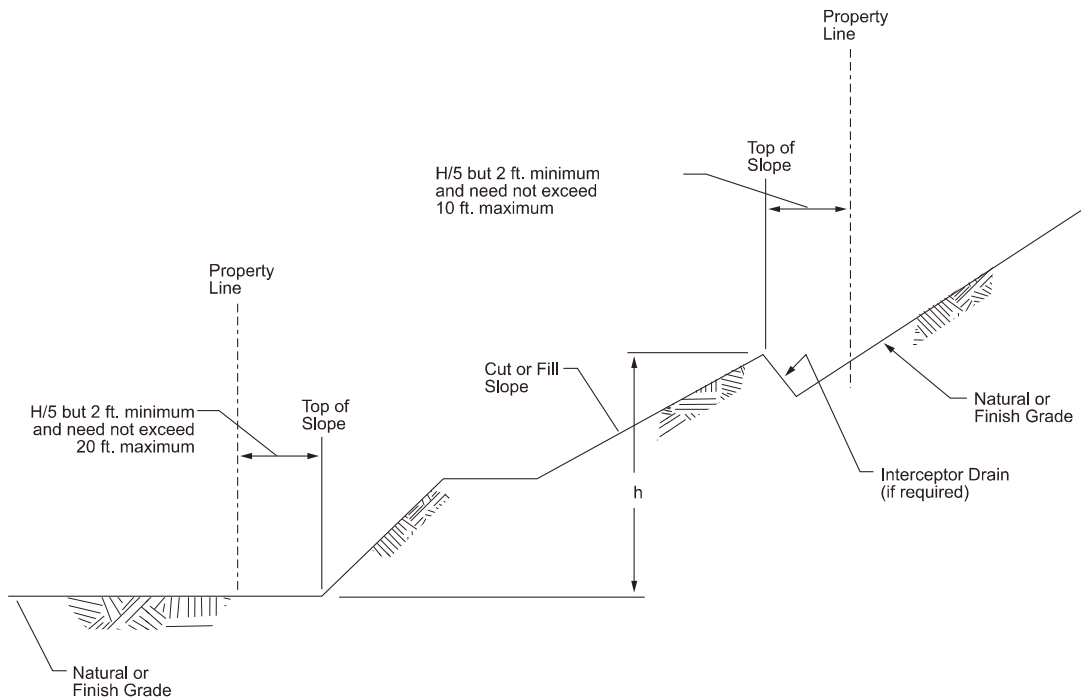 Property
Line
H/5 but 2 ft. minimum
and need not exceed
10 ft. maximum
Top of
Slope
Property
Line
Cut or Fill
Slope
H/5 but 2 ft. minimum
and need not exceed
20 ft. maximum
Top of
Slope
Natural or
Finish Grade
Interceptor Drain
(if required)
h
Natural or
Finish Grade